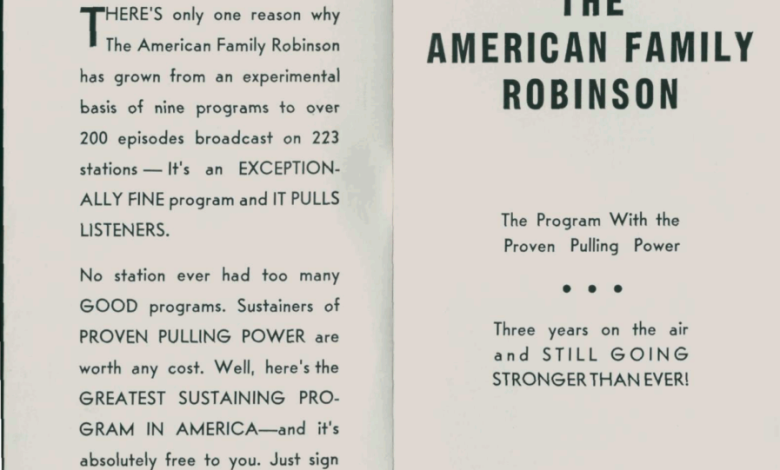 THERE'S only one reason why
The American Family Robinson
has grown from an experimental
basis of nine programs to over
200 episodes broadcast on 223
stations — It's an EXCEPTION-
ALLY FINE program and IT PULLS
LISTENERS.
No station ever had too many
GOOD programs. Sustainers of
PROVEN PULLING POWER are
worth any cost. Well, here's the
GREATEST SUSTAINING PRO-
GRAM IN AMERICA—and it's
absolutely free to you. Just sign
THE
AMERICAN FAMILY
ROBINSON
The Program With the
Proven Pulling Power
• • •
Three years on the air
and STILL GOING
STRONGER THAN EVER!